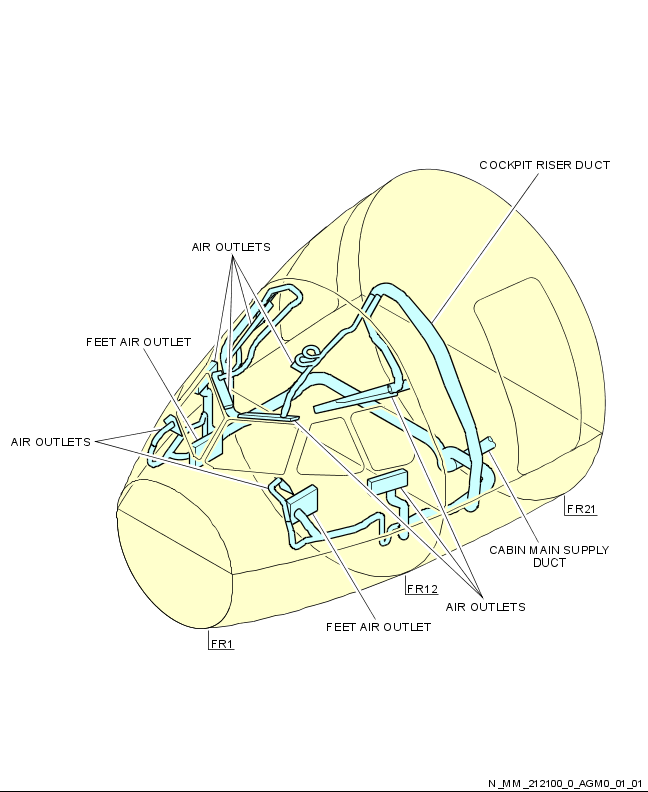 COCKPIT RISER DUCT
AIR OUTLETS
FEET AIR OUTLET
AIR OUTLETS
FR21
CABIN MAIN SUPPLY
DUCT
FR12
AIR OUTLETS
FEET AIR OUTLET
FR1
N_MM_212100_0_AGM0_01_01